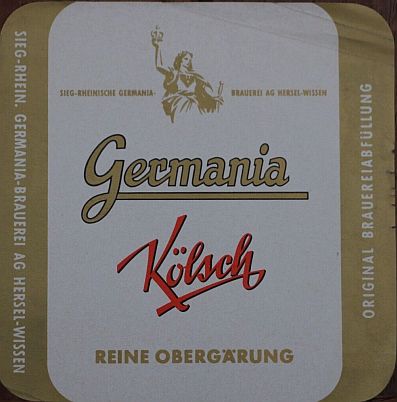 SIEG-RHEINISCHE GERMANIA- BRAUEREI AG HERSEL-WISSEN
Germania
Kölsch
REINE OBERGÄRUNG
SIEG-RHEIN. GERMANIA-BRAUEREI AG HERSEL-WISSEN
ORIGINAL BRAUEREIABFÜLLUNG